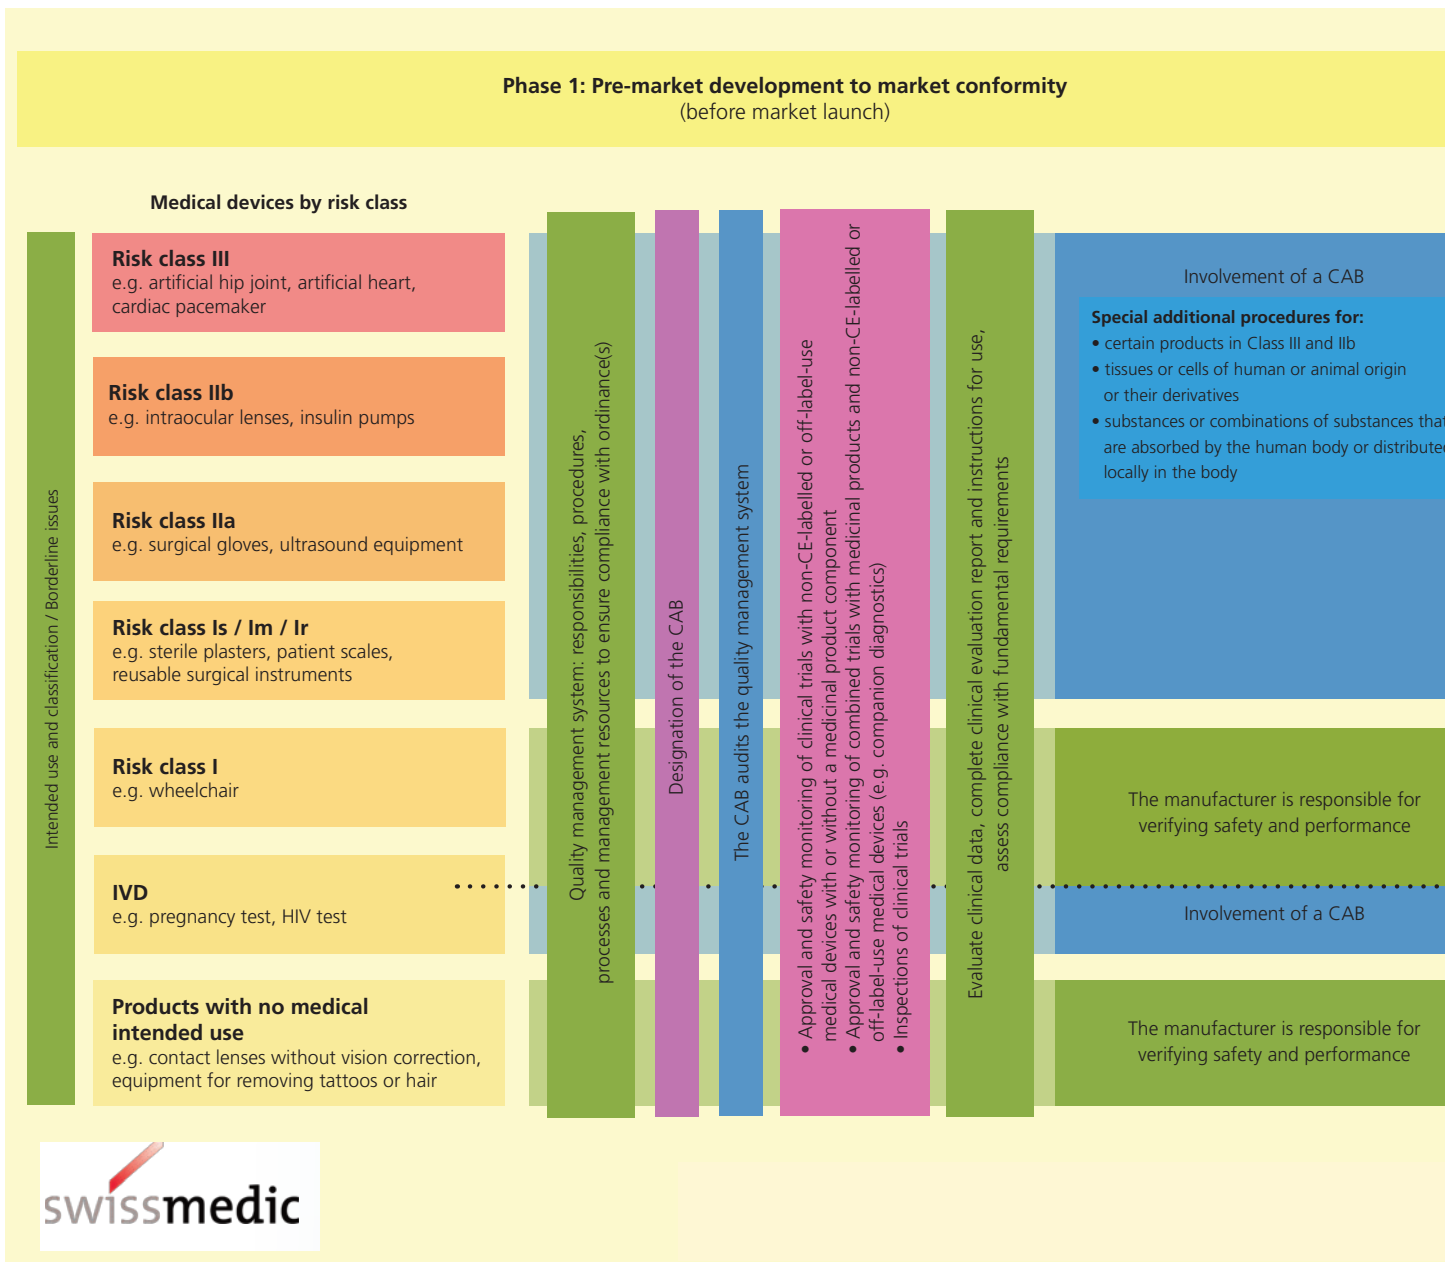 Phase 1: Pre-market development to market conformity
(before market launch)
Medical devices by risk class
Intended use and classification / Borderline issues
Risk class III
e.g. artificial hip joint, artificial heart,
cardiac pacemaker
Risk class IIb
e.g. intraocular lenses, insulin pumps
Risk class IIa
e.g. surgical gloves, ultrasound equipment
Risk class Is / Im / Ir
e.g. sterile plasters, patient scales,
reusable surgical instruments
Risk class I
e.g. wheelchair
IVD
e.g. pregnancy test, HIV test
Products with no medical
intended use
e.g. contact lenses without vision correction,
equipment for removing tattoos or hair
Quality management system: responsibilities, procedures,
processes and management resources to ensure compliance with ordinance(s)
Designation of the CAB
The CAB audits the quality management system
• Approval and safety monitoring of clinical trials with non-CE-labelled or off-label-use
medical devices with or without a medicinal product component
• Approval and safety monitoring of combined trials with medicinal products and non-CE-labelled or
off-label-use medical devices (e.g. companion diagnostics)
• Inspections of clinical trials
Evaluate clinical data, complete clinical evaluation report and instructions for use,
assess compliance with fundamental requirements
Involvement of a CAB
Special additional procedures for:
• certain products in Class III and IIb
• tissues or cells of human or animal origin
or their derivatives
• substances or combinations of substances that
are absorbed by the human body or distributed
locally in the body
The manufacturer is responsible for
verifying safety and performance
Involvement of a CAB
The manufacturer is responsible for
verifying safety and performance
swissmedic